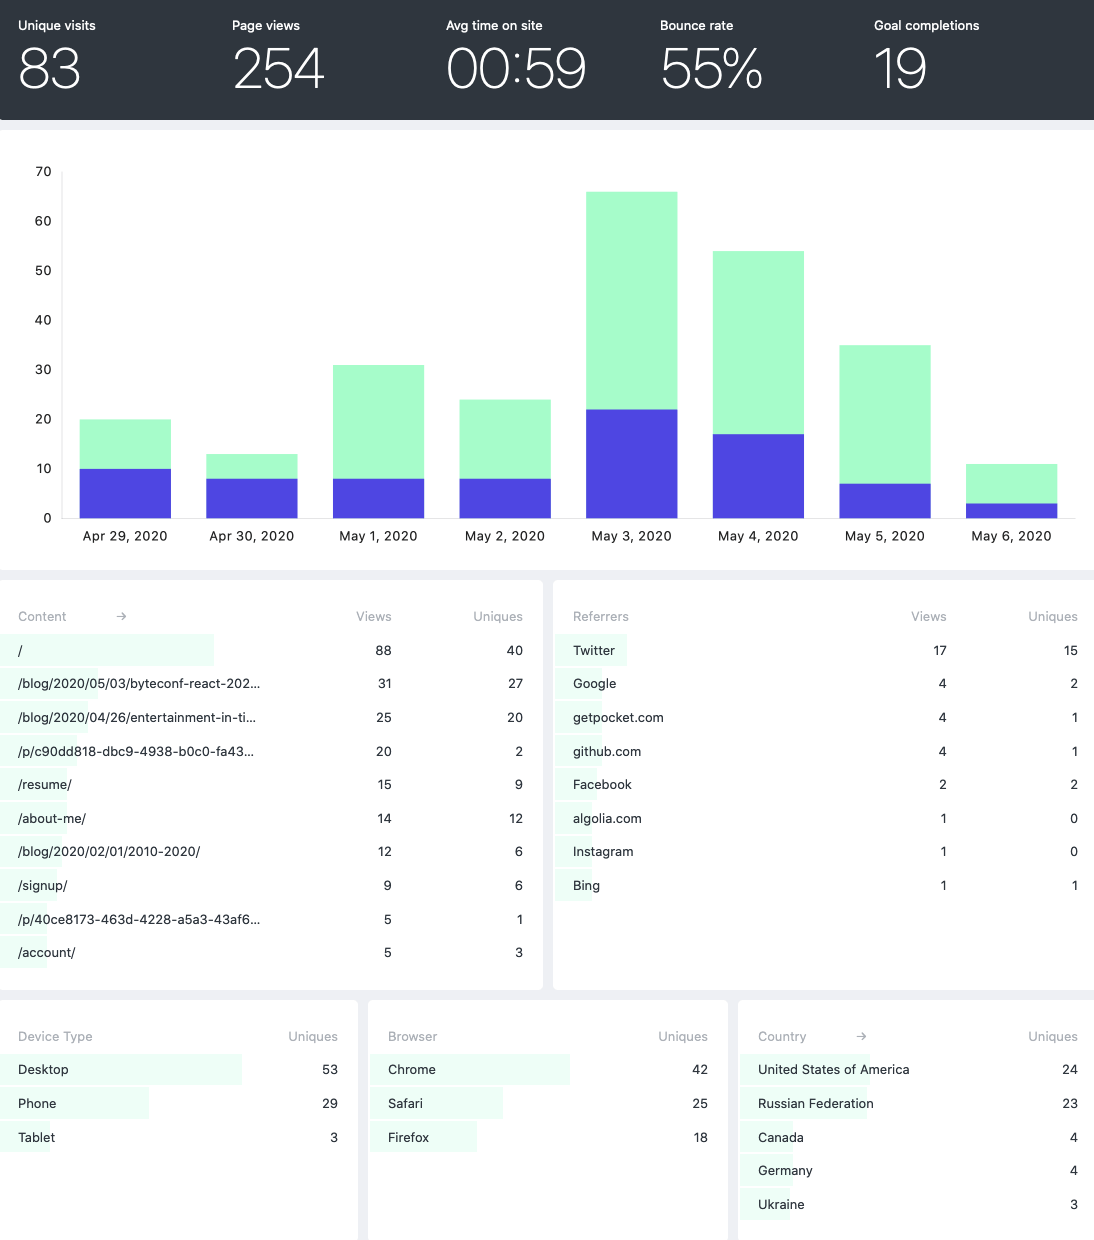 Unique visits Page views Avg time on site Bounce rate Goal completions
83 254 00:59 55% 19
70
60
50
40
30
20
10
0
Apr 29, 2020 Apr 30, 2020 May 1, 2020 May 2, 2020 May 3, 2020 May 4, 2020 May 5, 2020 May 6, 2020
Content → Views Uniques
/ 88 40
/blog/2020/05/03/byteconf-react-202... 31 27
/blog/2020/04/26/entertainment-in-ti... 25 20
/p/c90dd818-dbc9-4938-b0c0-fa43... 20 2
/resume/ 15 9
/about-me/ 14 12
/blog/2020/02/01/2010-2020/ 12 6
/signup/ 9 6
/p/40ce8173-463d-4228-a5a3-43af6... 5 1
/account/ 5 3
Referrers Views Uniques
Twitter 17 15
Google 4 2
getpocket.com 4 1
github.com 4 1
Facebook 2 2
algolia.com 1 0
Instagram 1 0
Bing 1 1
Device Type Uniques
Desktop 53
Phone 29
Tablet 3
Browser Uniques
Chrome 42
Safari 25
Firefox 18
Country → Uniques
United States of America 24
Russian Federation 23
Canada 4
Germany 4
Ukraine 3